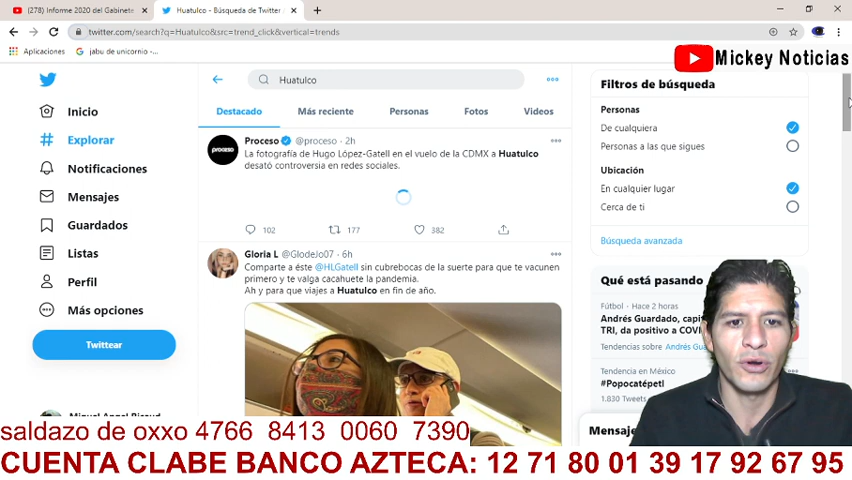 (278) Informe 2020 del Gabinete
Huatulco - Búsqueda de Twitter
twitter.com/search?q=Huatulco&src=trend_click&vertical=trends
Aplicaciones
jabu de unicornio -
Mickey Noticias
Inicio
Explorar
Notificaciones
Mensajes
Guardados
Listas
Perfil
Más opciones
Twittear
Huatulco
Destacado
Más reciente
Personas
Fotos
Videos
proceso
Proceso @proceso · 2h
La fotografía de Hugo López-Gatell en el vuelo de la CDMX a Huatulco
desató controversia en redes sociales.
102
177
382
Gloria L @GlodeJo07 · 6h
Comparte a éste @HLGatell sin cubrebocas de la suerte para que te vacunen
primero y te valga cacahuete la pandemia.
Ah y para que viajes a Huatulco en fin de año.
Filtros de búsqueda
Personas
De cualquiera
Personas a las que sigues
Ubicación
En cualquier lugar
Cerca de ti
Búsqueda avanzada
Qué está pasando
Fútbol · Hace 2 horas
Andrés Guardado, capi
TRI, da positivo a COVI
Tendencias sobre Andrés Gua
Tendencia en México
#Popocatépetl
1.830 Tweets
Mensaje
saldazo de oxxo 4766 8413 0060 7390
CUENTA CLABE BANCO AZTECA: 12 71 80 01 39 17 92 67 95